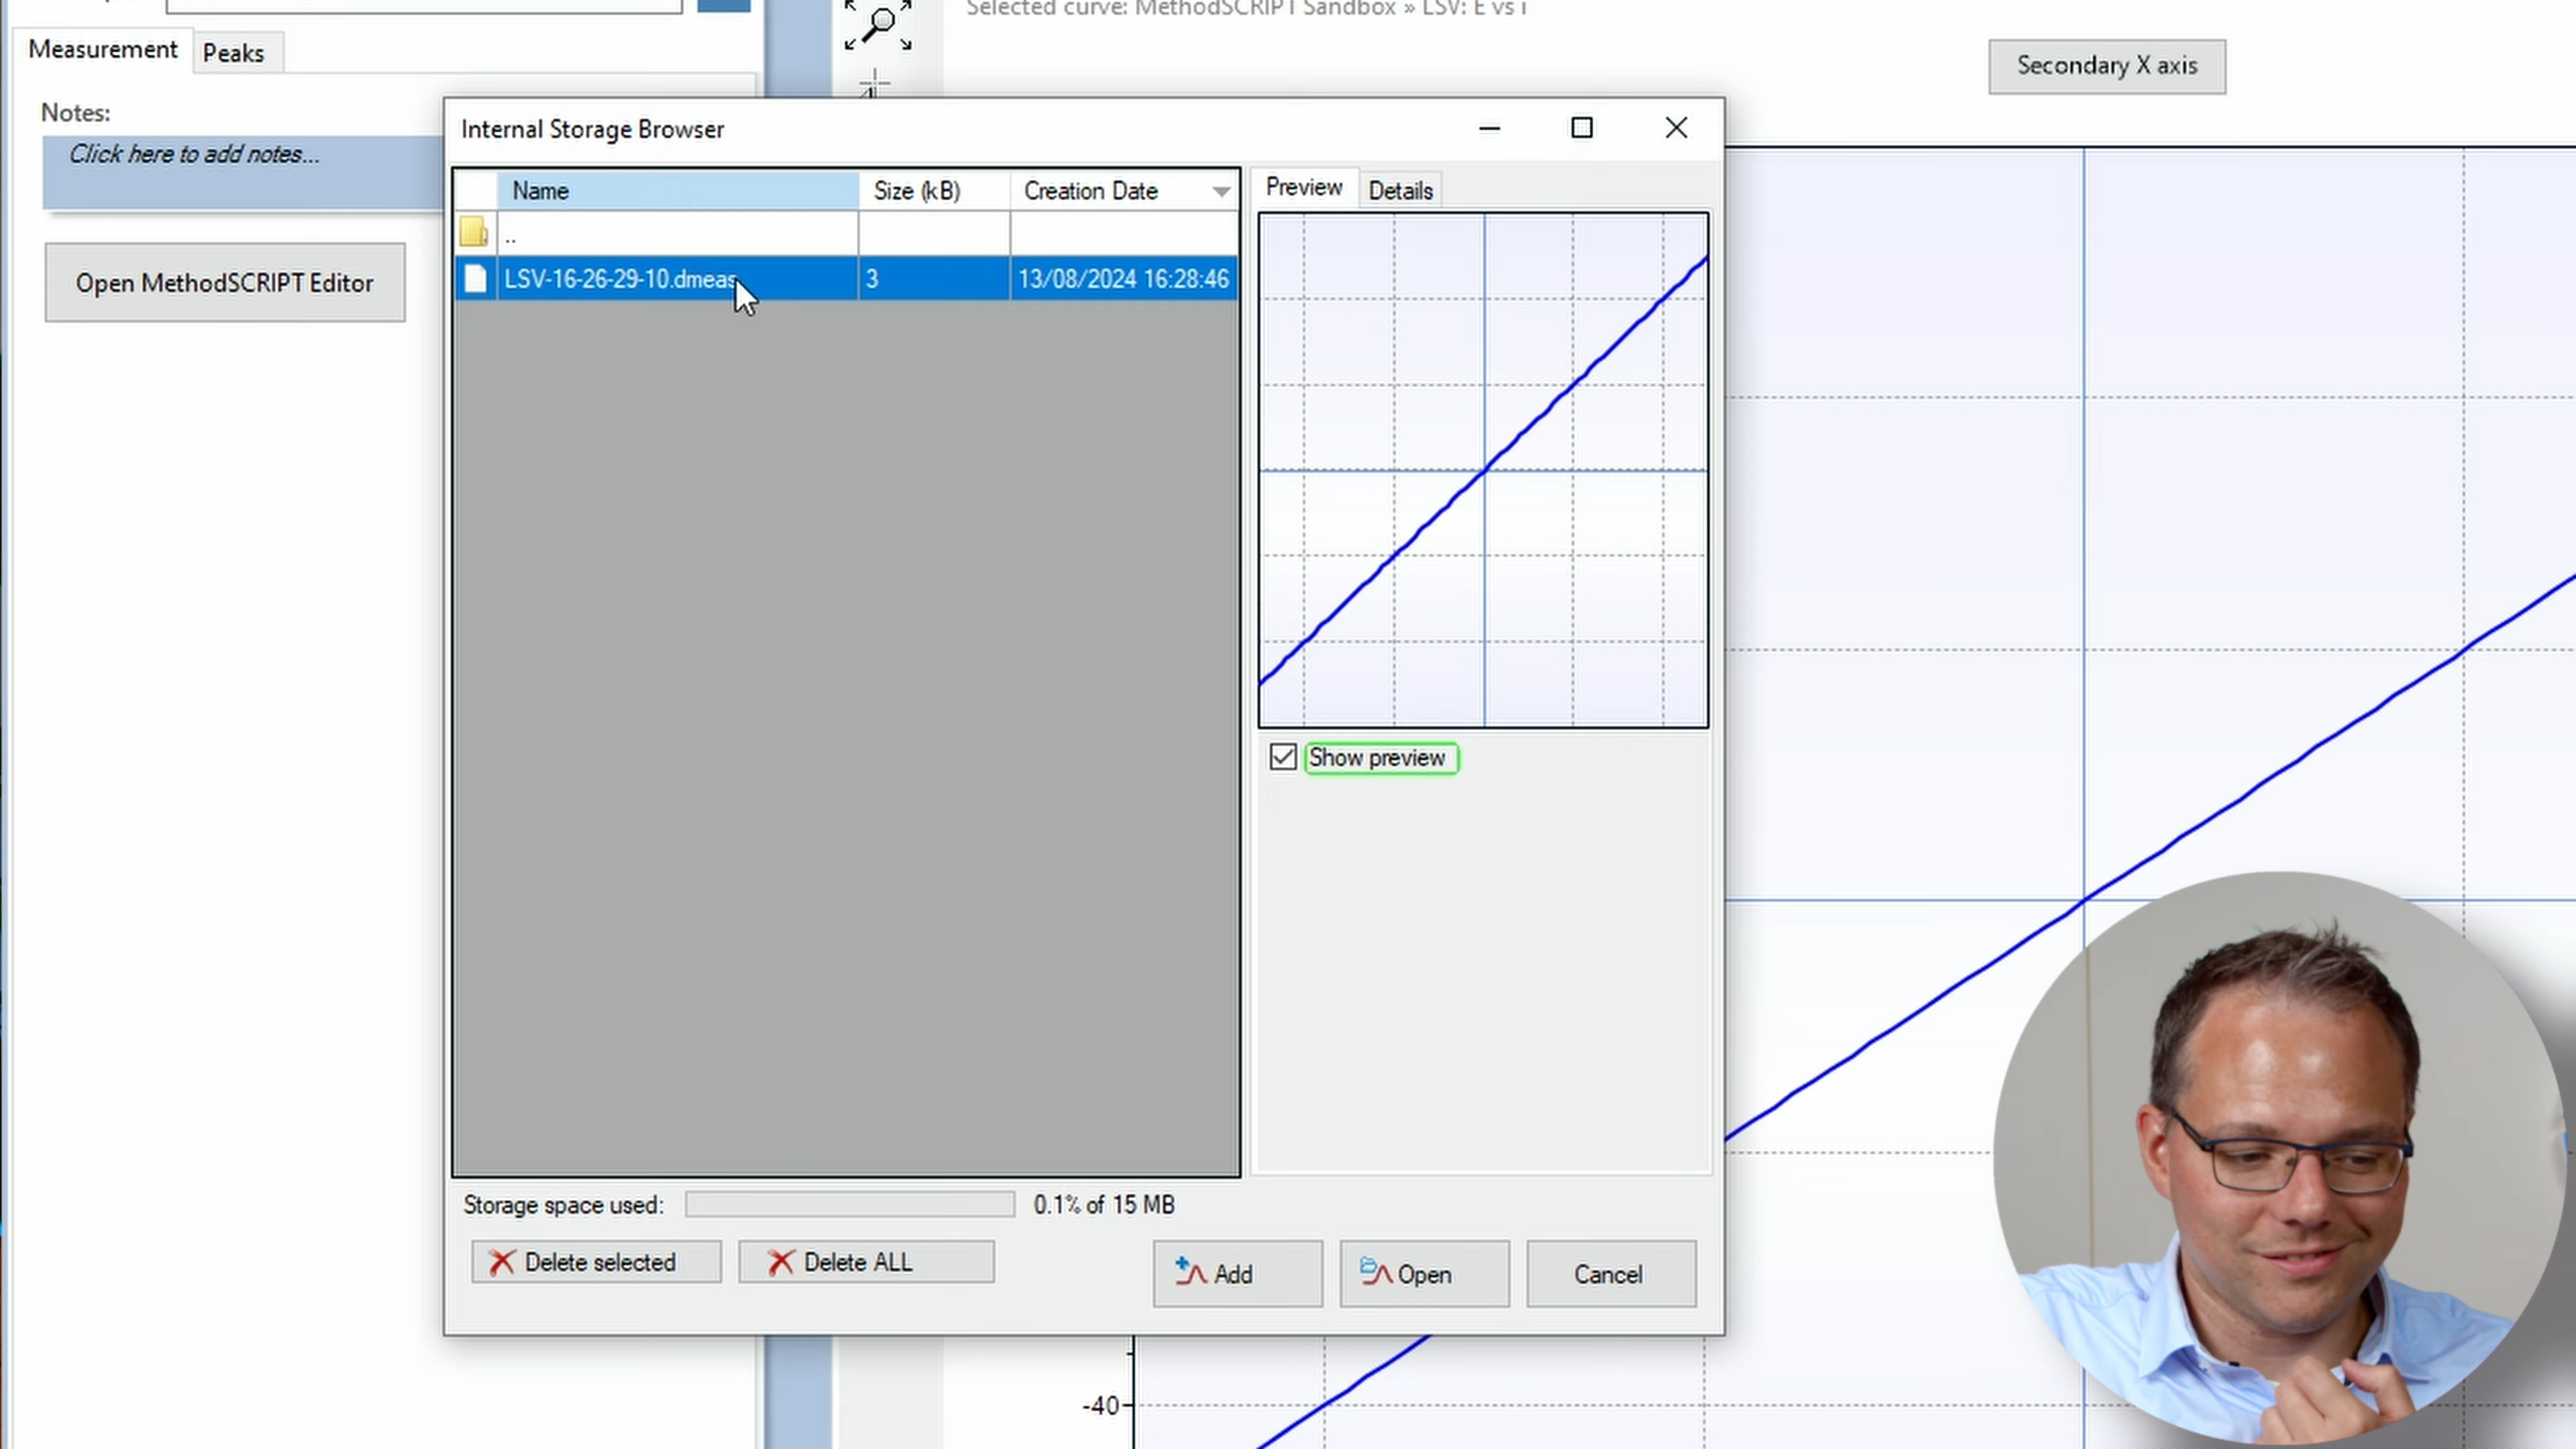 Selected curve: MethodSCRIPT Sandbox » LSV: E vs i
Measurement
Peaks
Secondary X axis
Notes:
Click here to add notes...
Open MethodSCRIPT Editor
Internal Storage Browser
Name
Size (kB)
Creation Date
..
LSV-16-26-29-10.dmeas
3
13/08/2024 16:28:46
Preview
Details
Show preview
Storage space used:
0.1% of 15 MB
Delete selected
Delete ALL
Add
Open
Cancel
-40